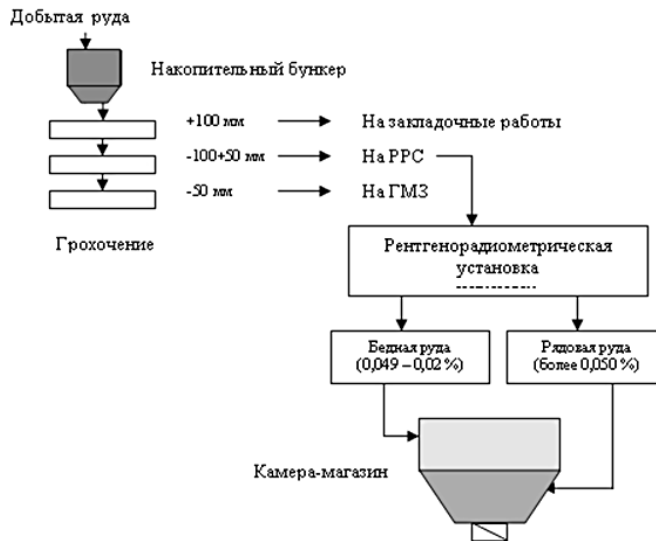 Добытая руда
Накопительный бункер
+100 мм
На закладочные работы
-100+50 мм
На РРС
-50 мм
На ГМЗ
Грохочение
Рентгенорадиометрическая
установка
Бедная руда
(0,049 – 0,02 %)
Рядовая руда
(более 0,050 %)
Камера-магазин